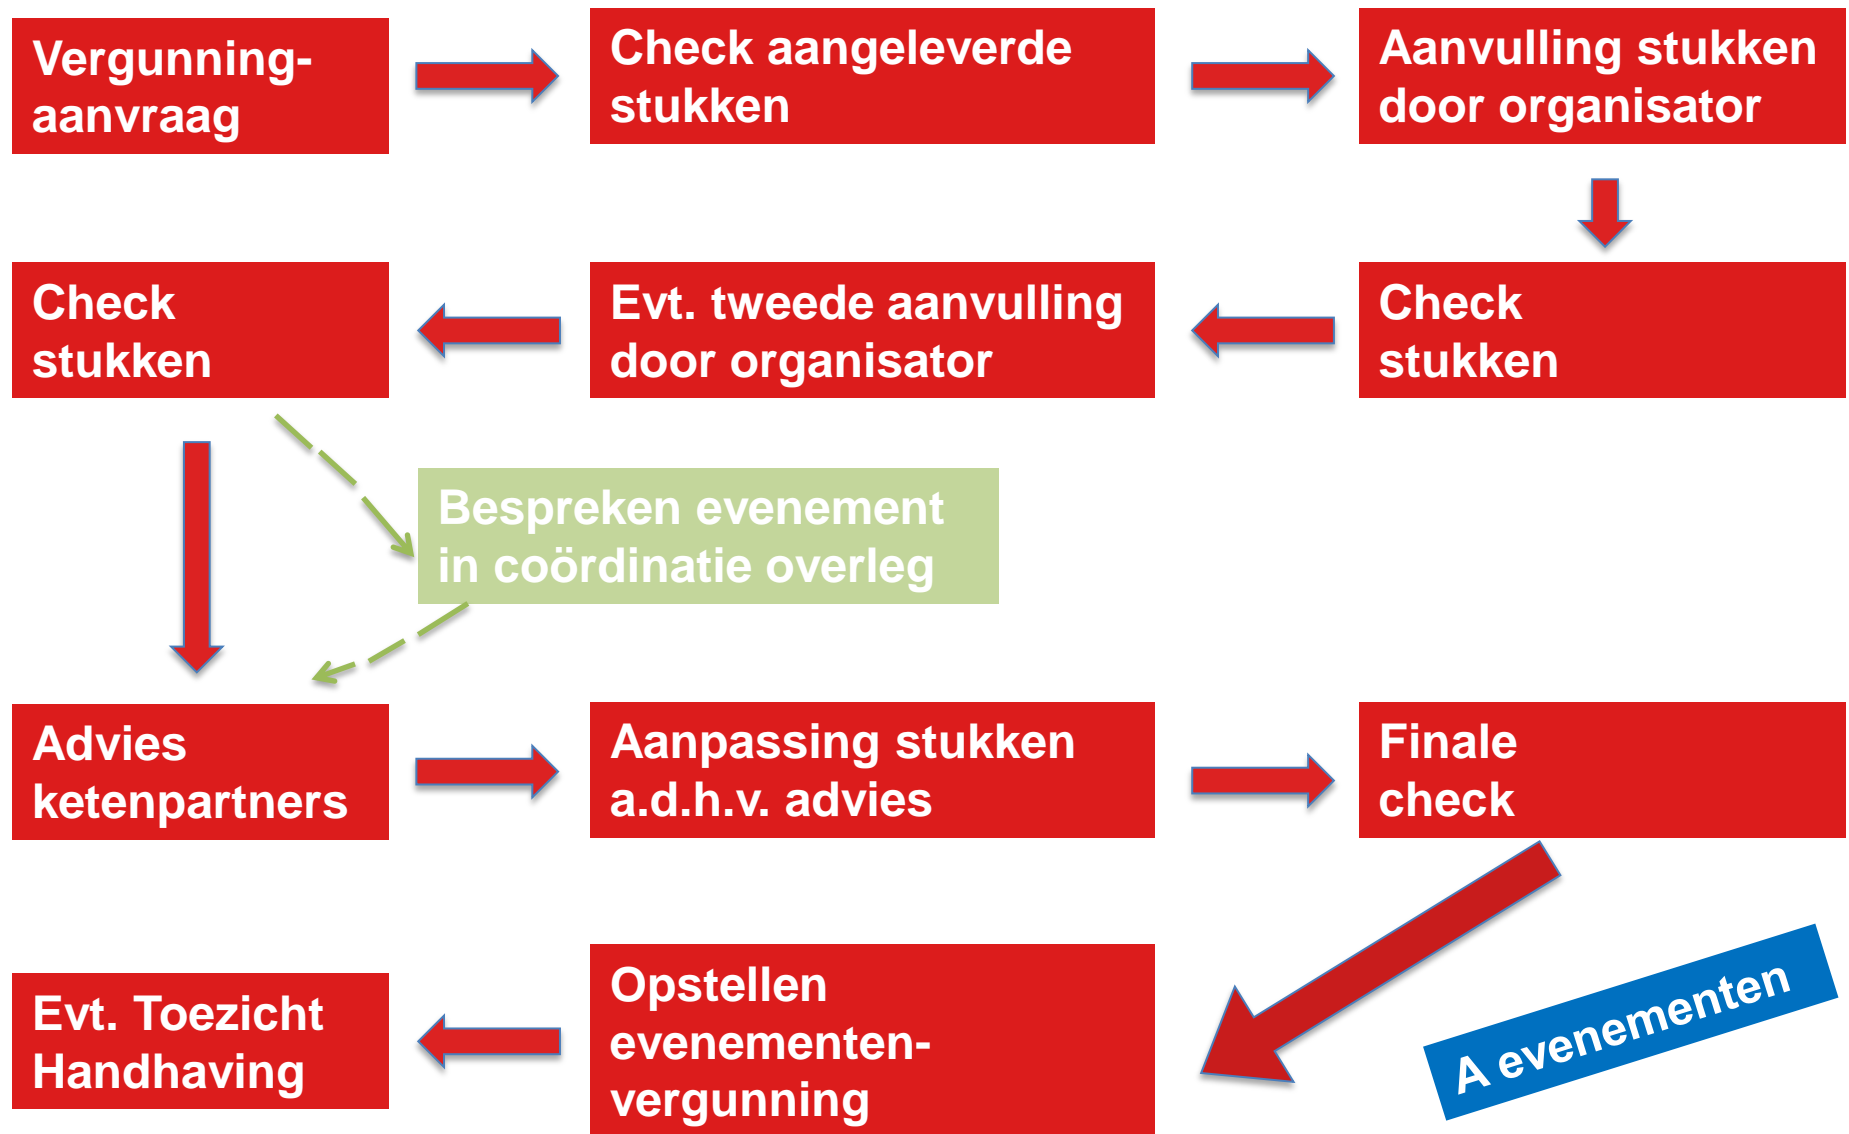 Vergunning-
aanvraag
Check aangeleverde
stukken
Aanvulling stukken
door organisator
Check
stukken
Evt. tweede aanvulling
door organisator
Check
stukken
Bespreken evenement
in coördinatie overleg
Advies
ketenpartners
Aanpassing stukken
a.d.h.v. advies
Finale
check
Evt. Toezicht
Handhaving
Opstellen
evenementen-
vergunning
A evenementen